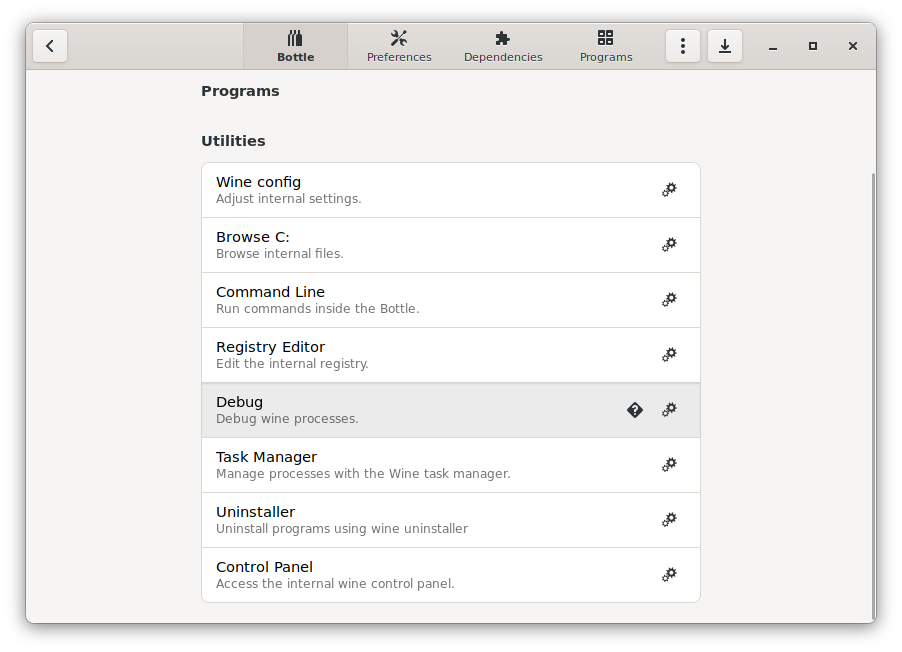 Bottle
Preferences
Dependencies
Programs
Programs
Utilities
Wine config
Adjust internal settings.
Browse C:
Browse internal files.
Command Line
Run commands inside the Bottle.
Registry Editor
Edit the internal registry.
Debug
Debug wine processes.
Task Manager
Manage processes with the Wine task manager.
Uninstaller
Uninstall programs using wine uninstaller
Control Panel
Access the internal wine control panel.